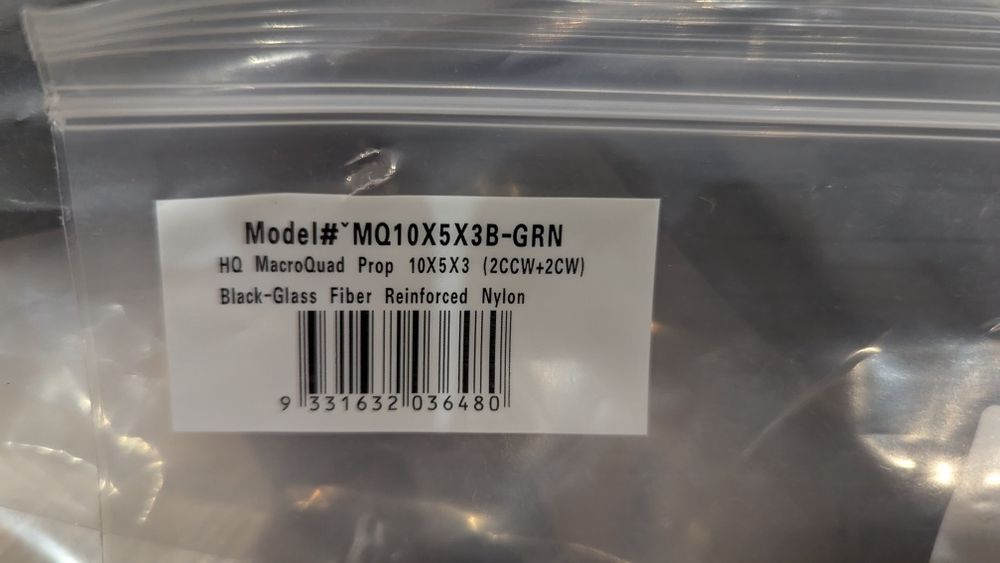 Model#ˇMQ10X5X3B-GRN
HQ MacroQuad Prop 10X5X3 (2CCW+2CW)
Black-Glass Fiber Reinforced Nylon
9 331632 036480